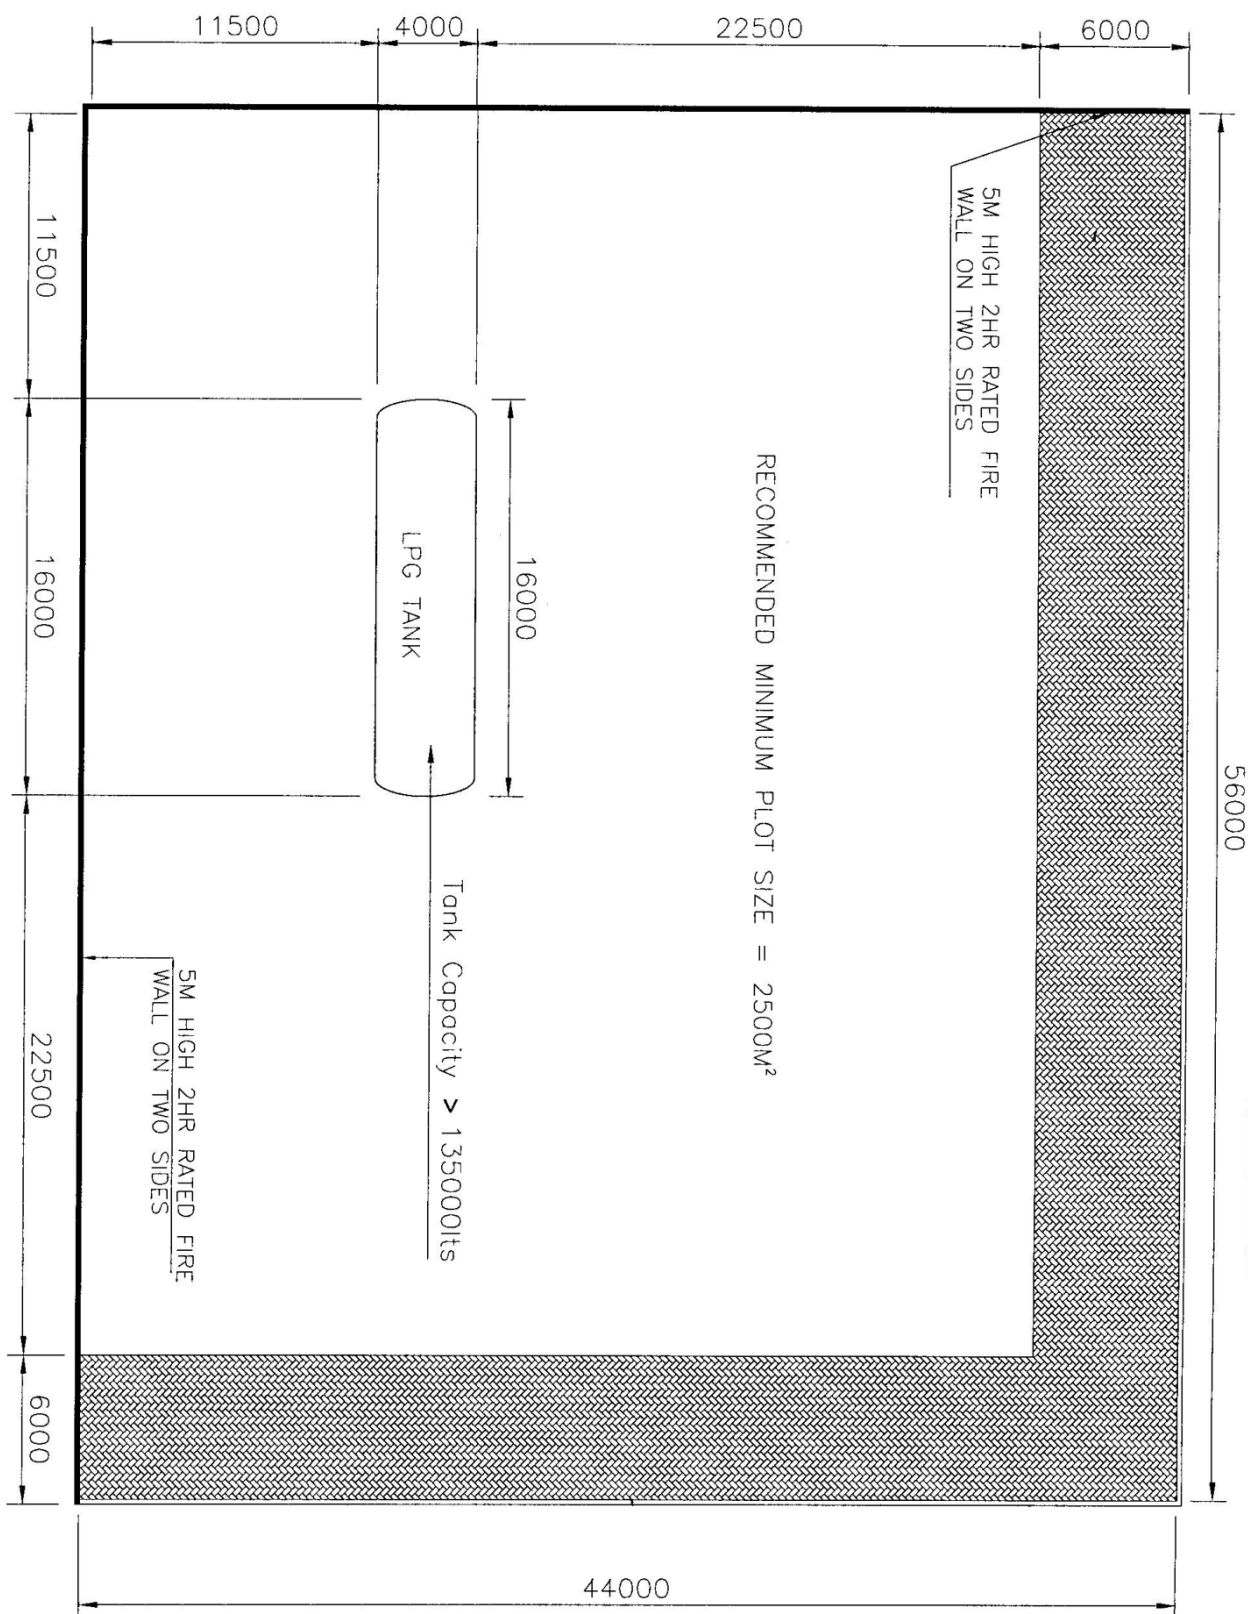 11500
4000
22500
6000
56000
5M HIGH 2HR RATED FIRE
WALL ON TWO SIDES
RECOMMENDED MINIMUM PLOT SIZE = 2500M²
16000
LPG TANK
Tank Capacity > 135000lts
5M HIGH 2HR RATED FIRE
WALL ON TWO SIDES
11500
16000
22500
6000
44000